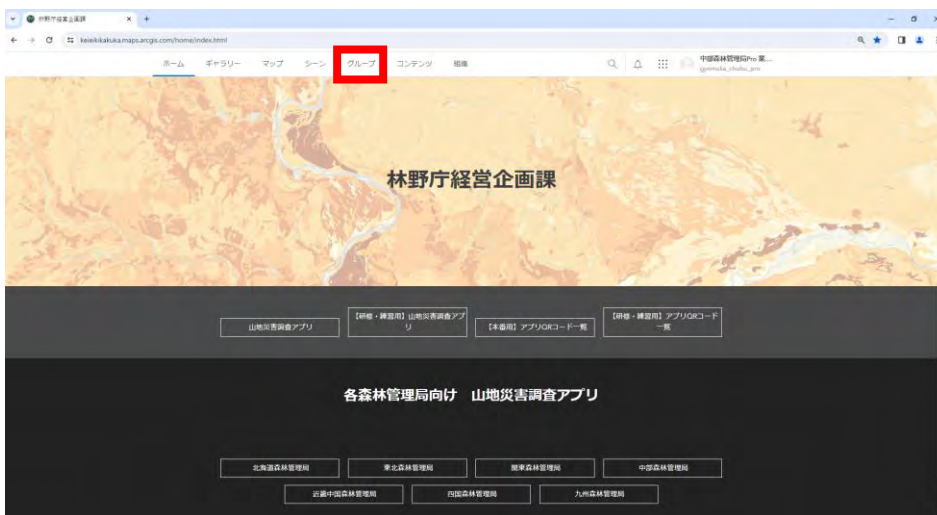 林野庁経営企画課
keieikikakuka.maps.arcgis.com/home/index.html
ホーム ギャラリー マップ シーン グループ コンテンツ 組織
中部森林管理局Pro 業...
gyomuka_chubu_pro
林野庁経営企画課
山地災害調査アプリ
【研修・練習用】山地災害調査アプ
リ
【本番用】アプリQRコード一覧
【研修・練習用】アプリQRコード
一覧
各森林管理局向け 山地災害調査アプリ
北海道森林管理局 東北森林管理局 関東森林管理局 中部森林管理局
近畿中国森林管理局 四国森林管理局 九州森林管理局